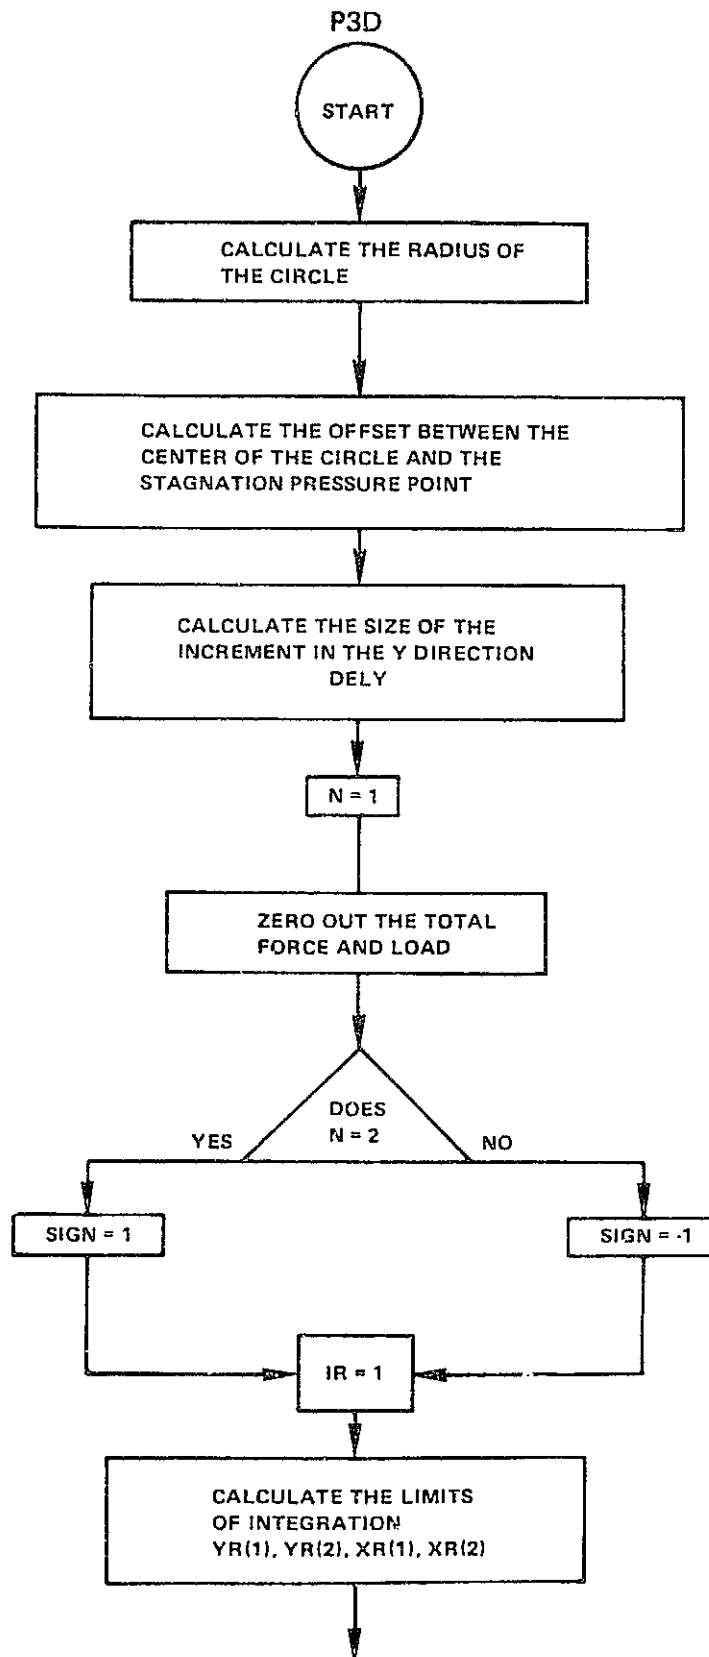 P3D
START
CALCULATE THE RADIUS OF
THE CIRCLE
CALCULATE THE OFFSET BETWEEN THE
CENTER OF THE CIRCLE AND THE
STAGNATION PRESSURE POINT
CALCULATE THE SIZE OF THE
INCREMENT IN THE Y DIRECTION
DELY
N = 1
ZERO OUT THE TOTAL
FORCE AND LOAD
DOES
N = 2
YES
NO
SIGN = 1
SIGN = -1
IR = 1
CALCULATE THE LIMITS
OF INTEGRATION
YR(1), YR(2), XR(1), XR(2)